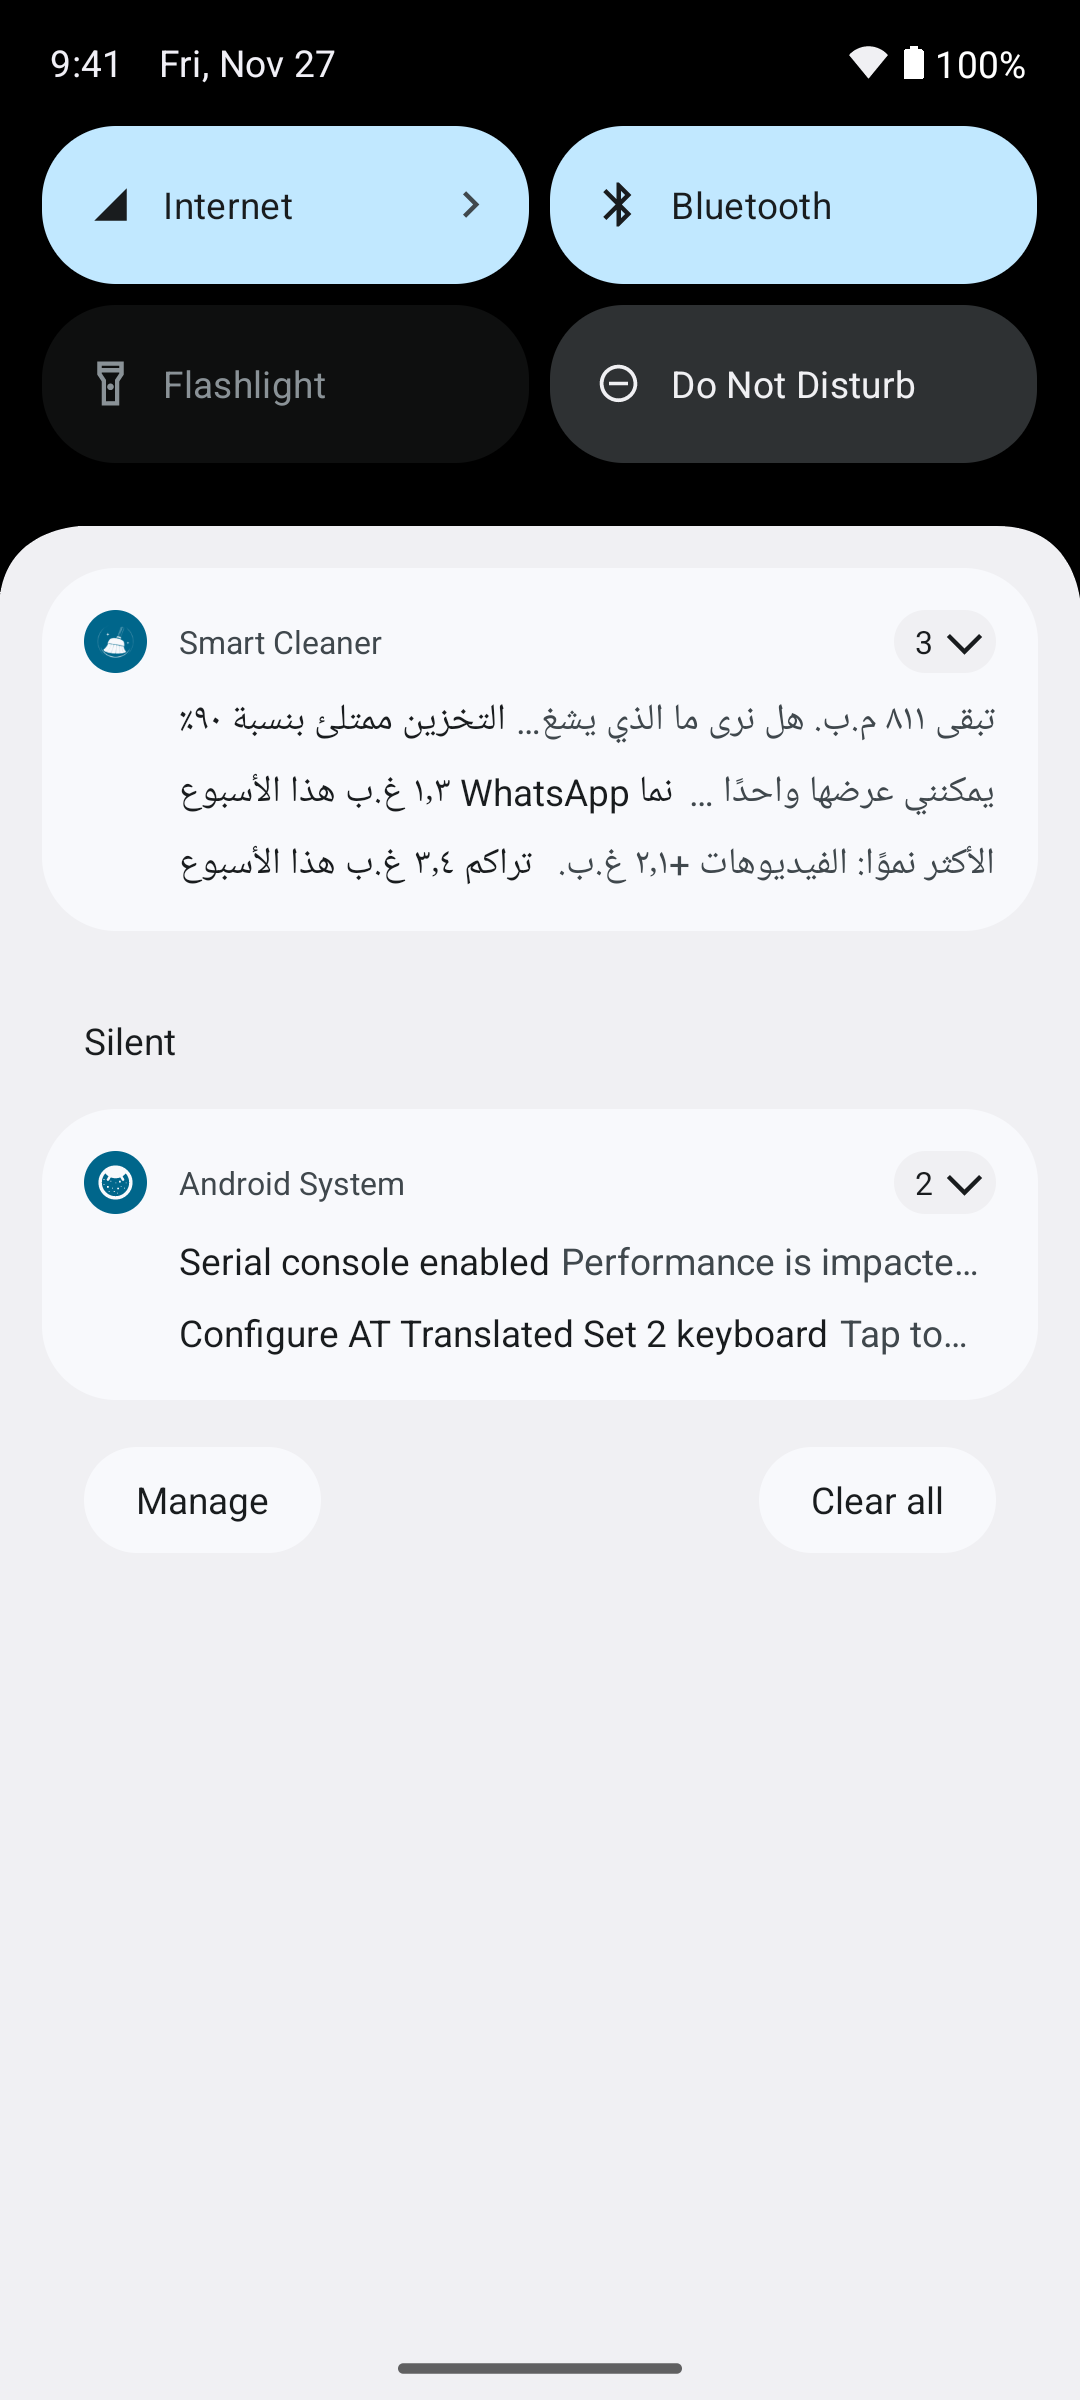 9:41 Fri, Nov 27 100%
Internet
Bluetooth
Flashlight
Do Not Disturb
Smart Cleaner
3
التخزين ممتلئ بنسبة ٩٠٪ تبقى ٨١١ م.ب. هل نرى ما الذي يشغ...
نما WhatsApp ١,٣ غ.ب هذا الأسبوع يمكنني عرضها واحدًا ...
تراكم ٣,٤ غ.ب هذا الأسبوع الأكثر نموًا: الفيديوهات +٢,١ غ.ب.
Silent
Android System
2
Serial console enabled Performance is impacte...
Configure AT Translated Set 2 keyboard Tap to...
Manage
Clear all